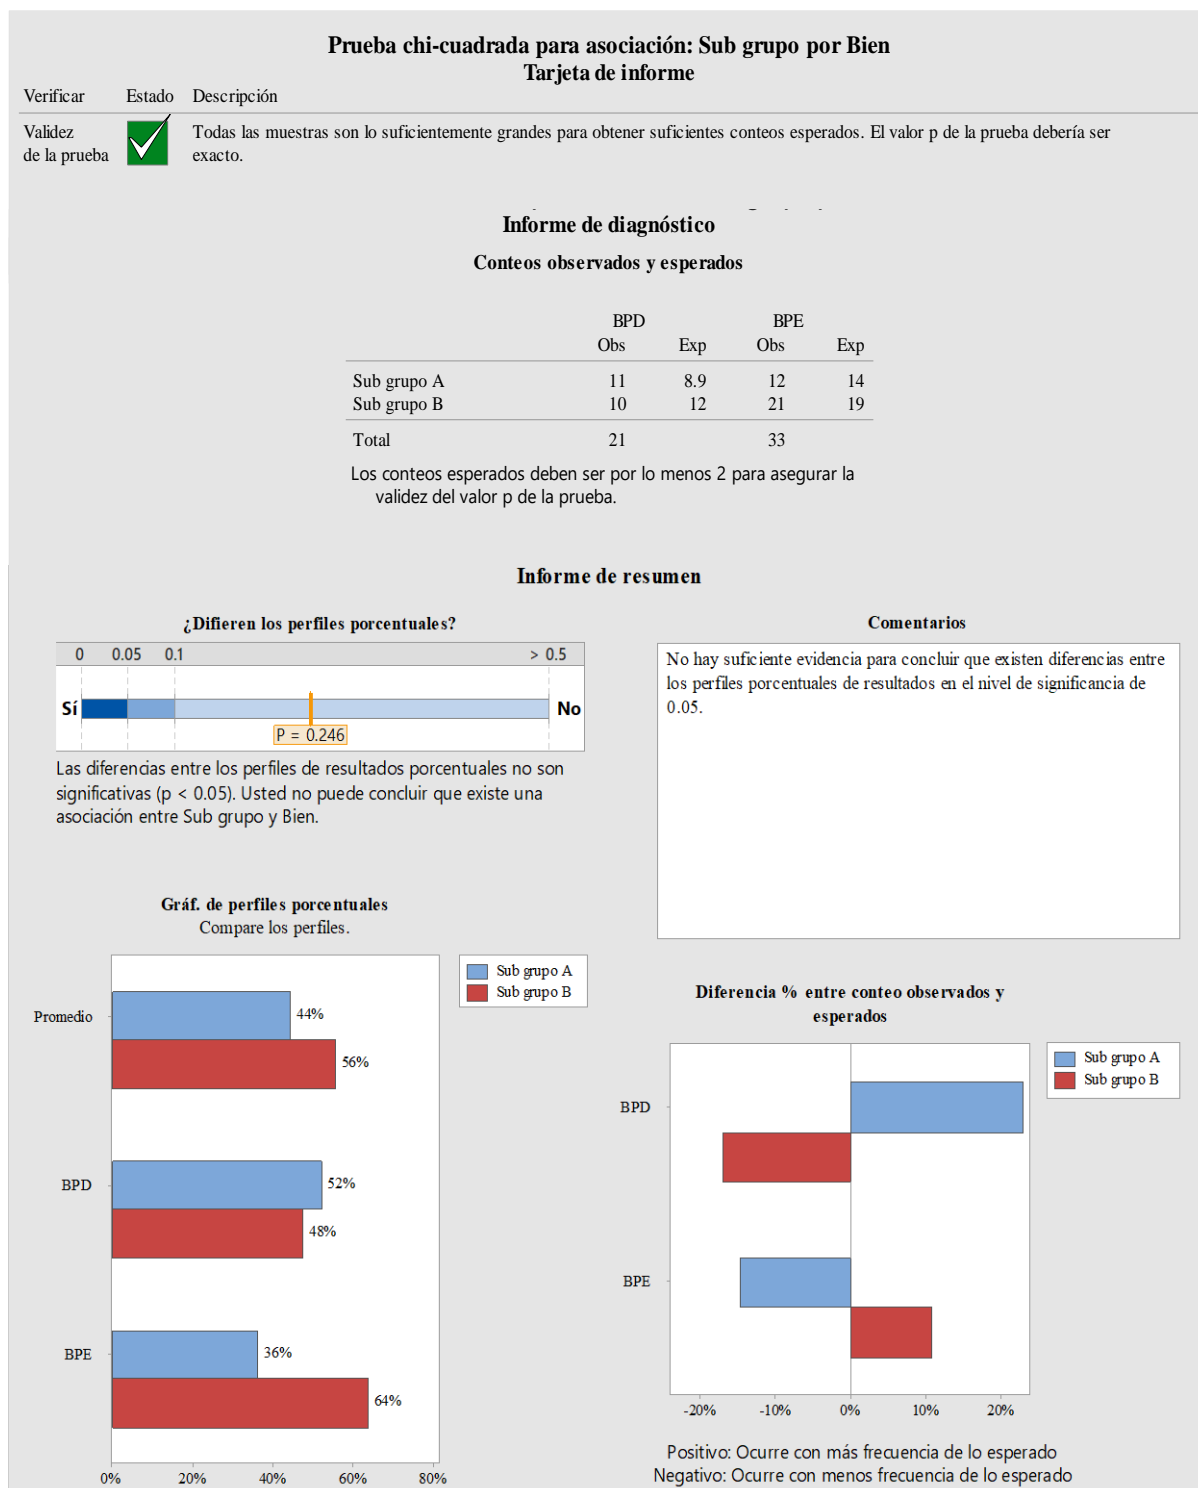 Prueba chi-cuadrada para asociación: Sub grupo por Bien
Tarjeta de informe
Verificar Estado Descripción
Validez de la prueba
Todas las muestras son lo suficientemente grandes para obtener suficientes conteos esperados. El valor p de la prueba debería ser
exacto.
Informe de diagnóstico
Conteos observados y esperados
BPD BPE
Obs Exp Obs Exp
Sub grupo A 11 8.9 12 14
Sub grupo B 10 12 21 19
Total 21 33
Los conteos esperados deben ser por lo menos 2 para asegurar la
validez del valor p de la prueba.
Informe de resumen
¿Difieren los perfiles porcentuales?
0 0.05 0.1 > 0.5
Sí No
P = 0.246
Las diferencias entre los perfiles de resultados porcentuales no son
significativas (p < 0.05). Usted no puede concluir que existe una
asociación entre Sub grupo y Bien.
Comentarios
No hay suficiente evidencia para concluir que existen diferencias entre
los perfiles porcentuales de resultados en el nivel de significancia de
0.05.
Gráf. de perfiles porcentuales
Compare los perfiles.
Sub grupo A
Sub grupo B
Promedio
44%
56%
BPD
52%
48%
BPE
36%
64%
0% 20% 40% 60% 80%
Diferencia % entre conteo observados y
esperados
Sub grupo A
Sub grupo B
BPD
BPE
-20% -10% 0% 10% 20%
Positivo: Ocurre con más frecuencia de lo esperado
Negativo: Ocurre con menos frecuencia de lo esperado